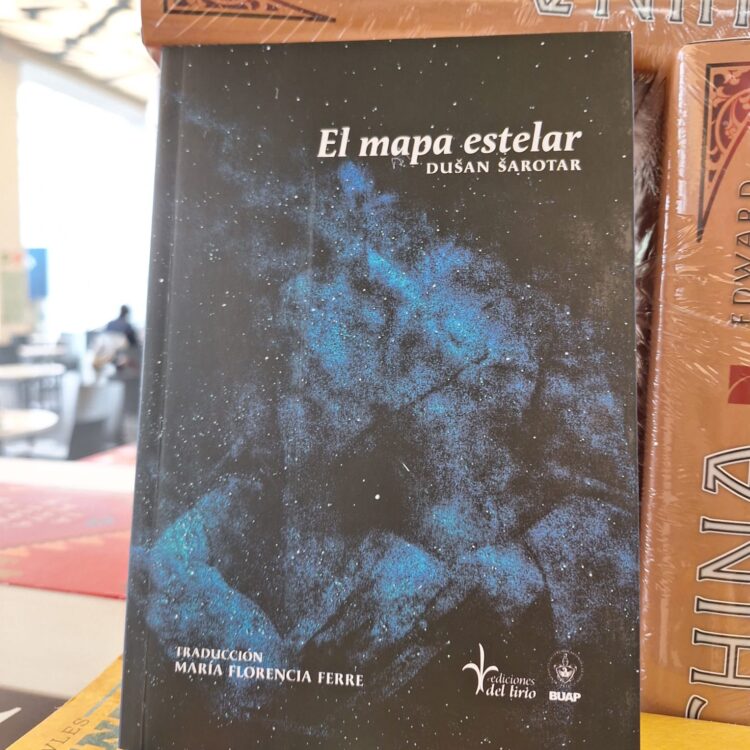 El mapa estelar
DUŠAN ŠAROTAR
TRADUCCIÓN
MARÍA FLORENCIA FERRE
ediciones
del lirio
BUAP
EDWARD
CHINA